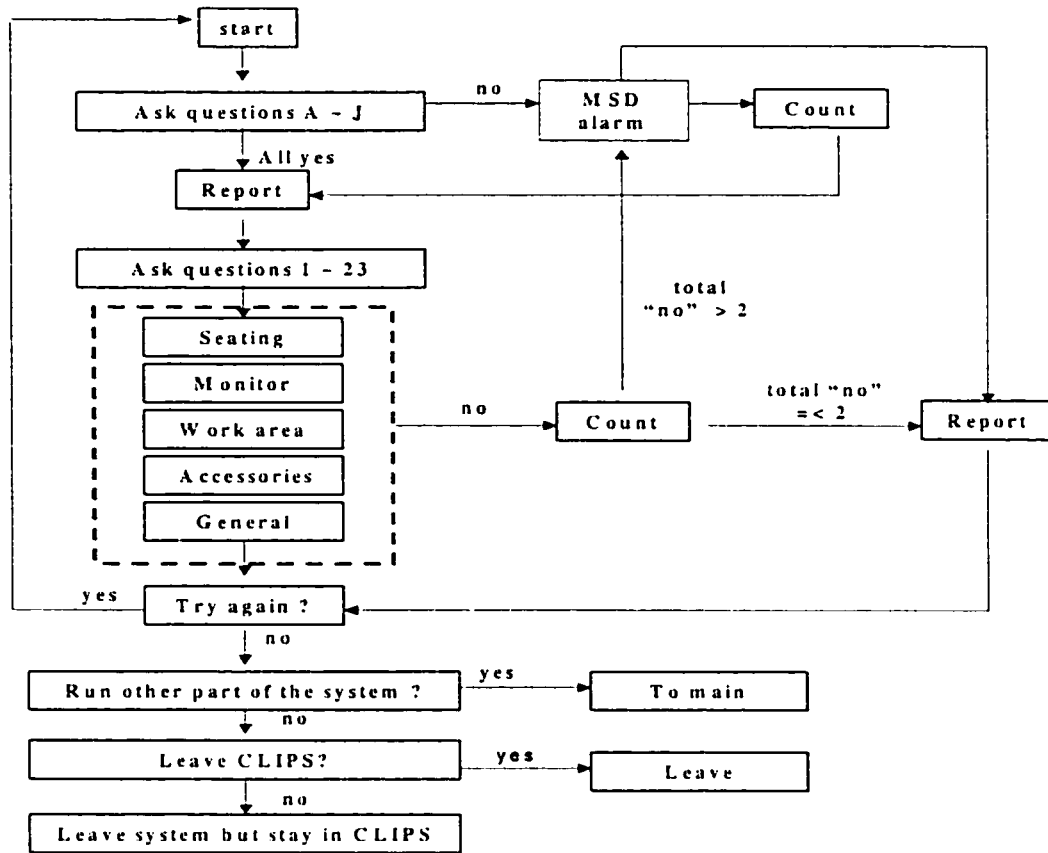 start
Ask questions A ~ J
no
MSD
alarm
Count
All yes
Report
Ask questions 1 ~ 23
Seating
Monitor
Work area
Accessories
General
no
Count
total
“no” > 2
total “no”
=< 2
Report
yes
Try again ?
no
Run other part of the system ?
yes
To main
no
Leave CLIPS?
yes
Leave
no
Leave system but stay in CLIPS